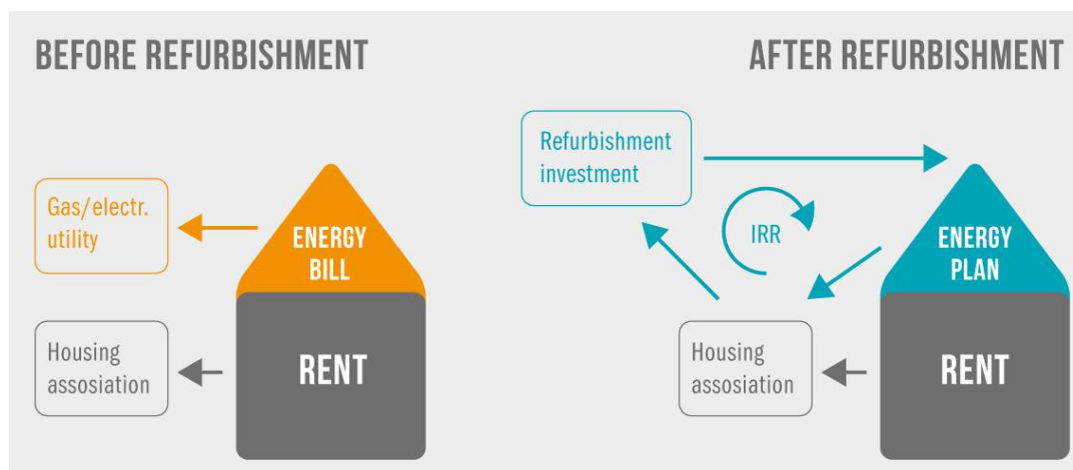 BEFORE REFURBISHMENT
Gas/electr.
utility
ENERGY
BILL
Housing
assosiation
RENT
AFTER REFURBISHMENT
Refurbishment
investment
IRR
ENERGY
PLAN
Housing
assosiation
RENT